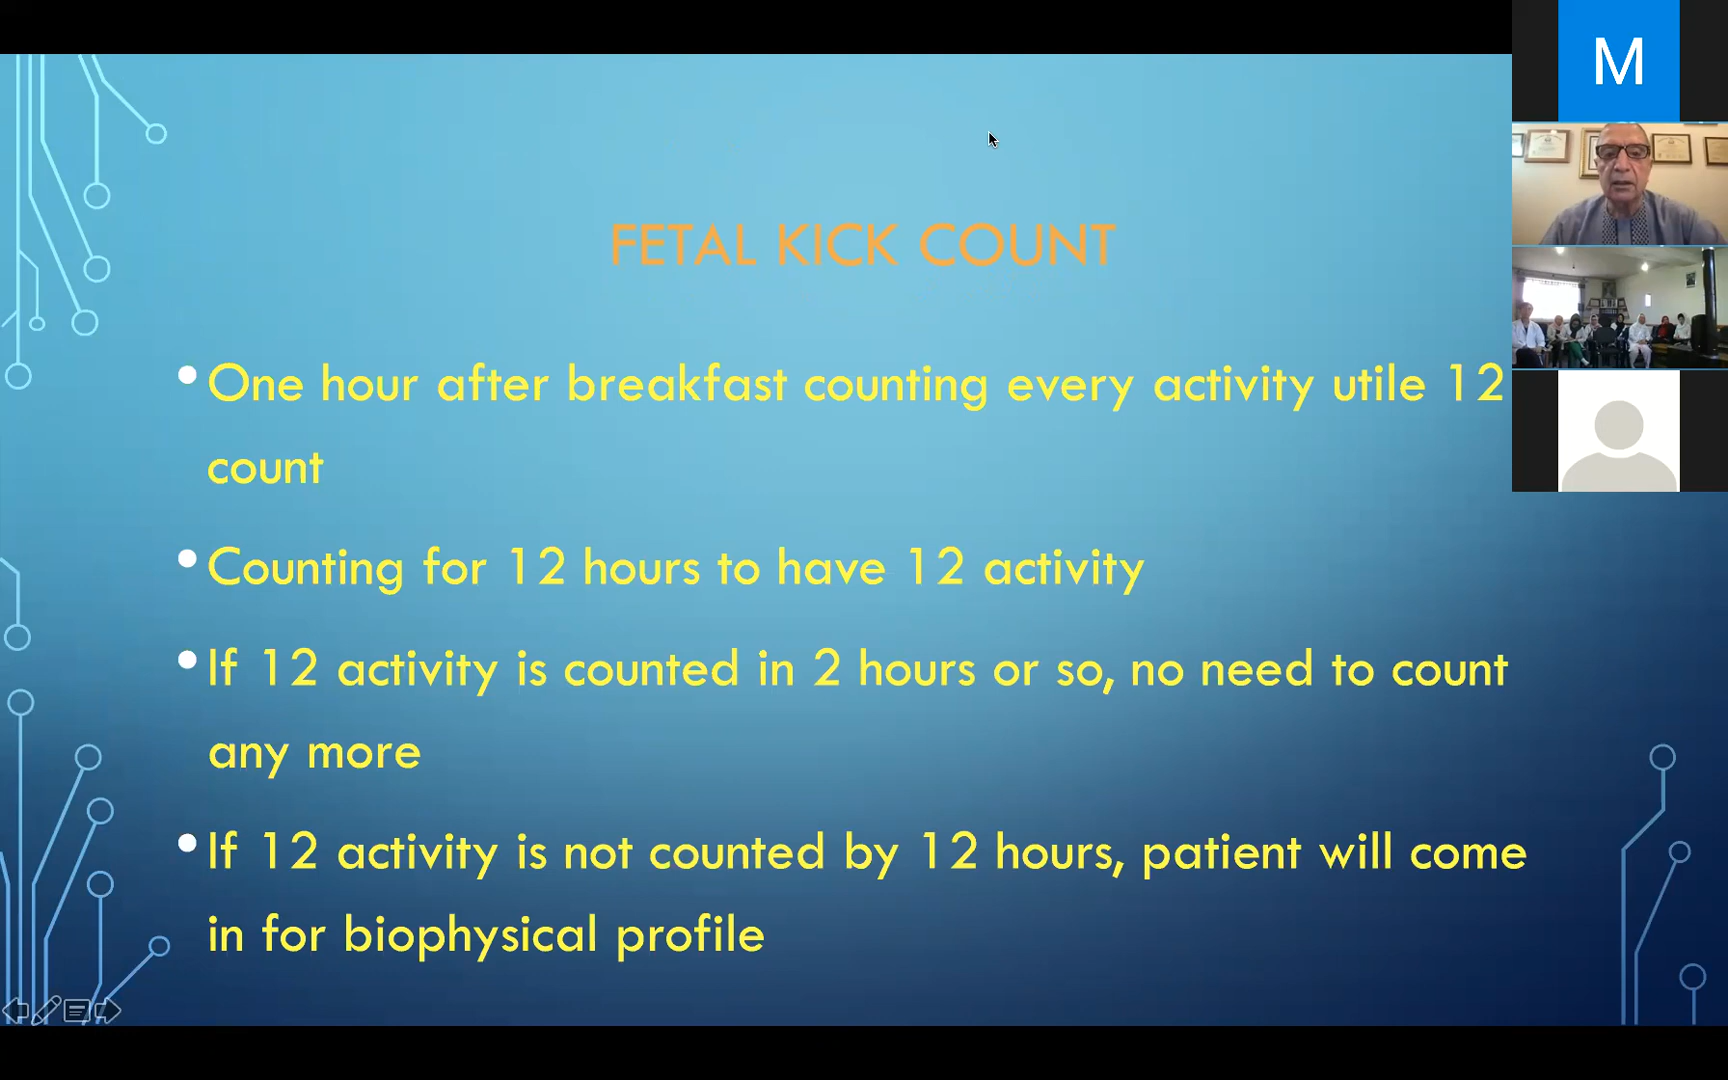 FETAL KICK COUNT
One hour after breakfast counting every activity utile 12
count
Counting for 12 hours to have 12 activity
If 12 activity is counted in 2 hours or so, no need to count
any more
If 12 activity is not counted by 12 hours, patient will come
in for biophysical profile
M